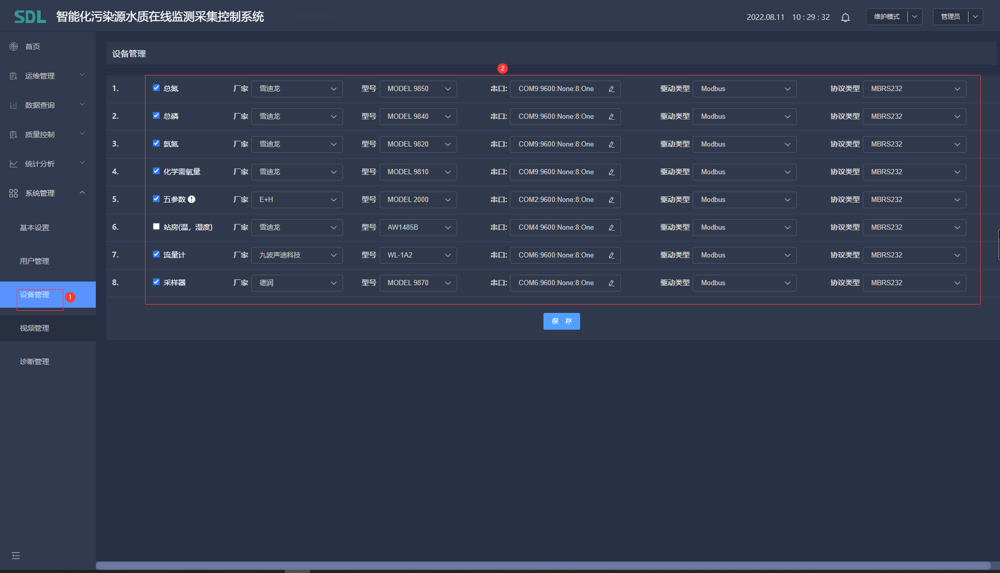 SDL 智能化污染源水质在线监测采集控制系统 2022.08.11 10 : 29 : 32 维护模式 管理员
首页
运维管理
数据查询
质量控制
统计分析
系统管理
基本设置
用户管理
设备管理 1
视频管理
诊断管理
设备管理
2
1. 总氮 厂家 雪迪龙 型号 MODEL 9850 串口: COM9:9600:None:8:One 驱动类型 Modbus 协议类型 MBRS232
2. 总磷 厂家 雪迪龙 型号 MODEL 9840 串口: COM9:9600:None:8:One 驱动类型 Modbus 协议类型 MBRS232
3. 氨氮 厂家 雪迪龙 型号 MODEL 9820 串口: COM9:9600:None:8:One 驱动类型 Modbus 协议类型 MBRS232
4. 化学需氧量 厂家 雪迪龙 型号 MODEL 9810 串口: COM9:9600:None:8:One 驱动类型 Modbus 协议类型 MBRS232
5. 五参数 厂家 E+H 型号 MODEL 2000 串口: COM2:9600:None:8:One 驱动类型 Modbus 协议类型 MBRS232
6. 站房(温，湿度) 厂家 雪迪龙 型号 AW1485B 串口: COM4:9600:None:8:One 驱动类型 Modbus 协议类型 MBRS232
7. 流量计 厂家 九波声迪科技 型号 WL-1A2 串口: COM6:9600:None:8:One 驱动类型 Modbus 协议类型 MBRS232
8. 采样器 厂家 德润 型号 MODEL 9870 串口: COM6:9600:None:8:One 驱动类型 Modbus 协议类型 MBRS232
保 存